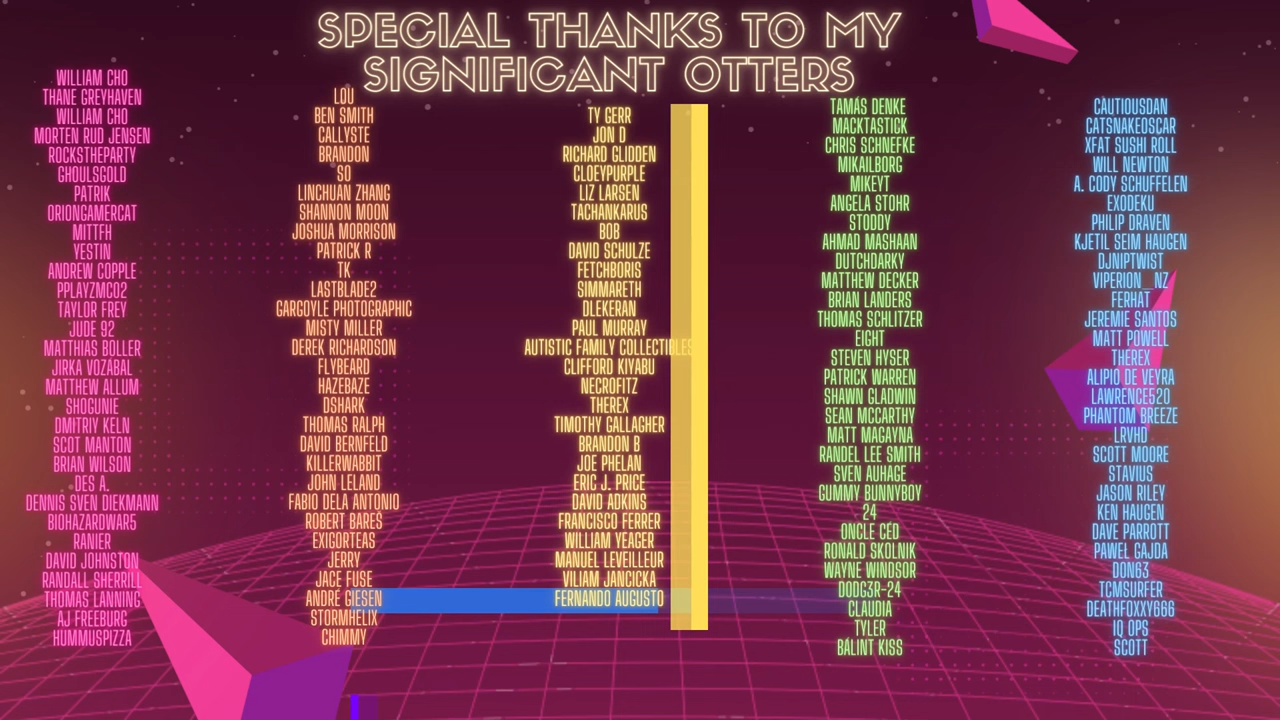 SPECIAL THANKS TO MY
SIGNIFICANT OTTERS
WILLIAM CHO
THANE GREYHAVEN
WILLIAM CHO
MORTEN RUD JENSEN
ROCKSTHEPARTY
GHOULSGOLD
PATRIK
ORIONGAMERCAT
MITTFH
YESTIN
ANDREW COPPLE
PPLAYZMC02
TAYLOR FREY
JUDE 92
MATTHIAS BÖLLER
JIRKA VOZÁBAL
MATTHEW ALLUM
SHOGUNIE
DMITRIY KELN
SCOT MANTON
BRIAN WILSON
DES A.
DENNIS SVEN DIEKMANN
BIOHAZARDWAR5
RANIER
DAVID JOHNSTON
RANDALL SHERRILL
THOMAS LANNING
AJ FREEBURG
HUMMUSPIZZA
LOU
BEN SMITH
CALLYSTE
BRANDON
SO
LINCHUAN ZHANG
SHANNON MOON
JOSHUA MORRISON
PATRICK R
TK
LASTBLADE2
GARGOYLE PHOTOGRAPHIC
MISTY MILLER
DEREK RICHARDSON
FLYBEARD
HAZEBAZE
DSHARK
THOMAS RALPH
DAVID BERNFELD
KILLERWABBIT
JOHN LELAND
FABIO DELA ANTONIO
ROBERT BAREŠ
EXIGORTEAS
JERRY
JACE FUSE
ANDRÉ GIESEN
STORMHELIX
CHIMMY
TY GERR
JON D
RICHARD GLIDDEN
CLOEYPURPLE
LIZ LARSEN
TACHANKARUS
BOB
DAVID SCHULZE
FETCHBORIS
SIMMARETH
DLEKERAN
PAUL MURRAY
AUTISTIC FAMILY COLLECTIBLES
CLIFFORD KIYABU
NECROFITZ
THEREX
TIMOTHY GALLAGHER
BRANDON B
JOE PHELAN
ERIC J. PRICE
DAVID ADKINS
FRANCISCO FERRER
WILLIAM YEAGER
MANUEL LEVEILLEUR
VILIAM JANCICKA
FERNANDO AUGUSTO
TAMÁS DENKE
MACKTASTICK
CHRIS SCHNEFKE
MIKAILBORG
MIKEYT
ANGELA STOHR
STODDY
AHMAD MASHAAN
DUTCHDARKY
MATTHEW DECKER
BRIAN LANDERS
THOMAS SCHLITZER
EIGHT
STEVEN HYSER
PATRICK WARREN
SHAWN GLADWIN
SEAN MCCARTHY
MATT MAGAYNA
RANDEL LEE SMITH
SVEN AUHAGE
GUMMY BUNNYBOY
24
ONCLE CED
RONALD SKOLNIK
WAYNE WINDSOR
DODG3R-24
CLAUDIA
TYLER
BÁLINT KISS
CÀUTIOUSDAN
CATSNAKEOSCAR
XFAT SUSHI ROLL
WILL NEWTON
A. CODY SCHUFFELEN
EXODEKU
PHILIP DRAVEN
KJETIL SEIM HAUGEN
DJNIPTWIST
VIPERION_NZ
FERHAT
JEREMIE SANTOS
MATT POWELL
THEREX
ALIPIO DE VEYRA
LAWRENCE520
PHANTOM BREEZE
LRVHD
SCOTT MOORE
STAVIUS
JASON RILEY
KEN HAUGEN
DAVE PARROTT
PAWEŁ GAJDA
DON63
TCMSURFER
DEATHFOXXY666
IQ OPS
SCOTT